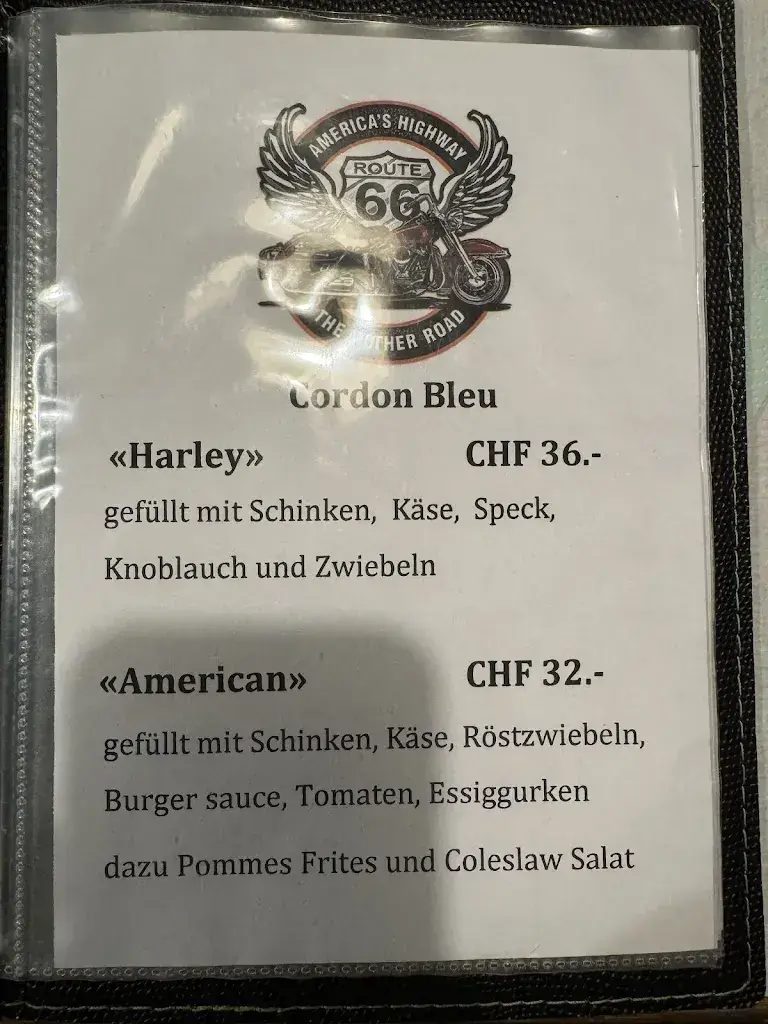 AMERICA'S HIGHWAY
ROUTE
66
THE ROAD
Cordon Bleu
«Harley» CHF 36.-
gefüllt mit Schinken, Käse, Speck,
Knoblauch und Zwiebeln
«American» CHF 32.-
gefüllt mit Schinken, Käse, Röstzwiebeln,
Burger sauce, Tomaten, Essiggurken
dazu Pommes Frites und Coleslaw Salat